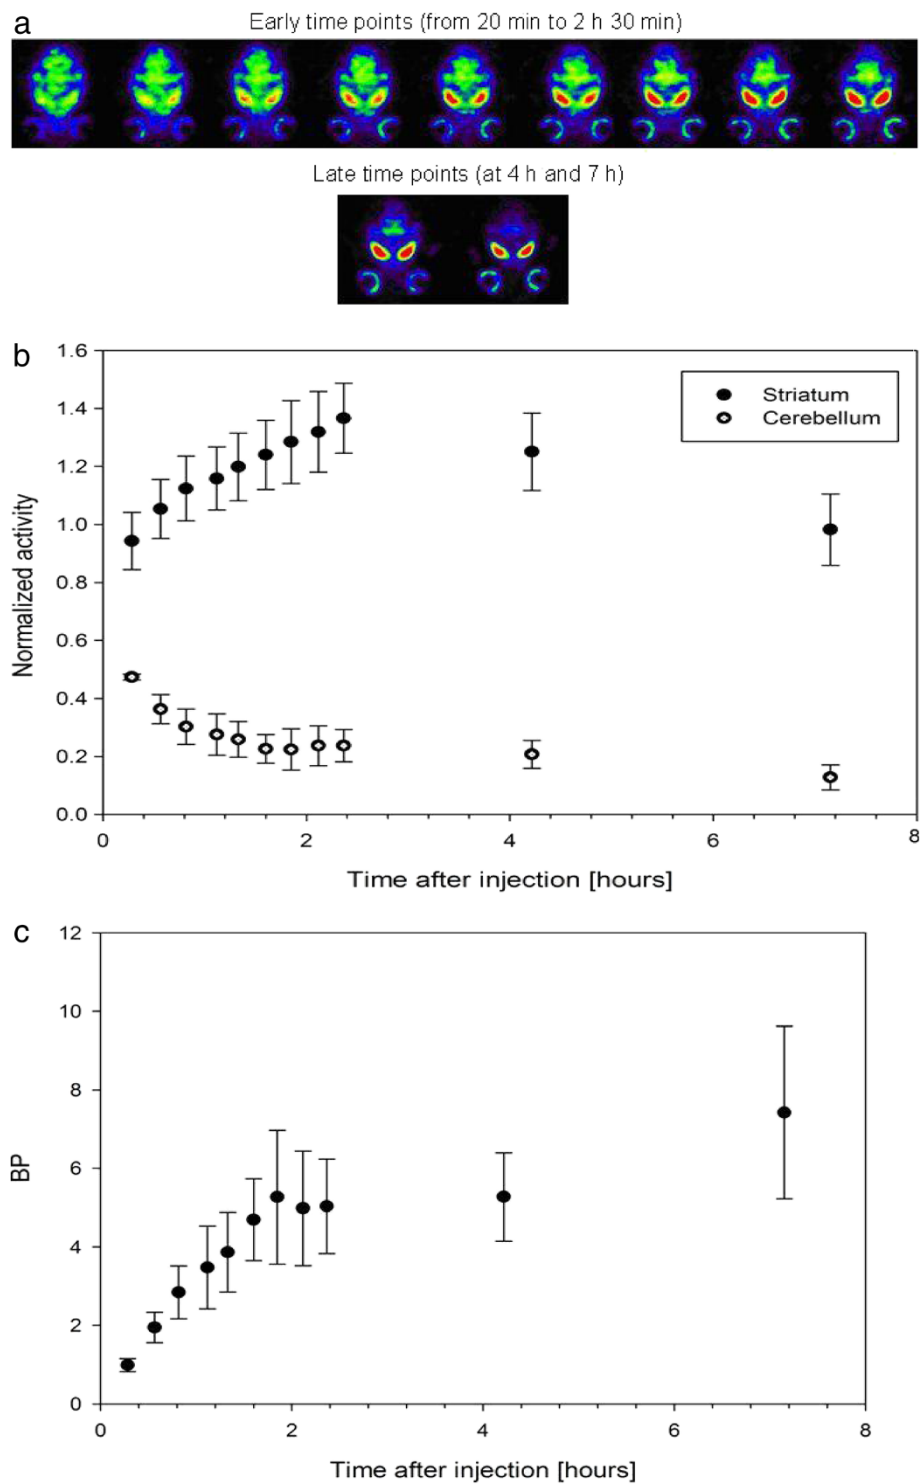 a
Early time points (from 20 min to 2 h 30 min)
Late time points (at 4 h and 7 h)
b
1.6
1.4
1.2
1.0
0.8
0.6
0.4
0.2
0.0
Normalized activity
Striatum
Cerebellum
0 2 4 6 8
Time after injection [hours]
c
12
10
8
6
4
2
0
BP
0 2 4 6 8
Time after injection [hours]